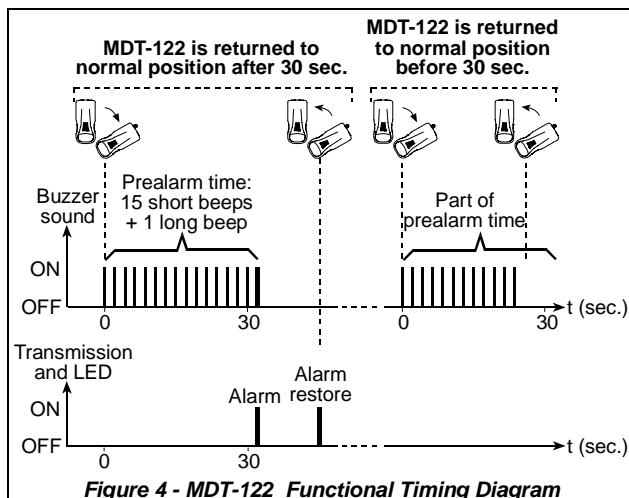 MDT-122 is returned to
normal position after 30 sec.
MDT-122 is returned
to normal position
before 30 sec.
Buzzer
sound
Prealarm time:
15 short beeps
+ 1 long beep
Part of
prealarm time
ON
OFF
0
30
0
30
t (sec.)
Transmission
and LED
Alarm
Alarm
restore
ON
OFF
0
30
t (sec.)
Figure 4 - MDT-122 Functional Timing Diagram